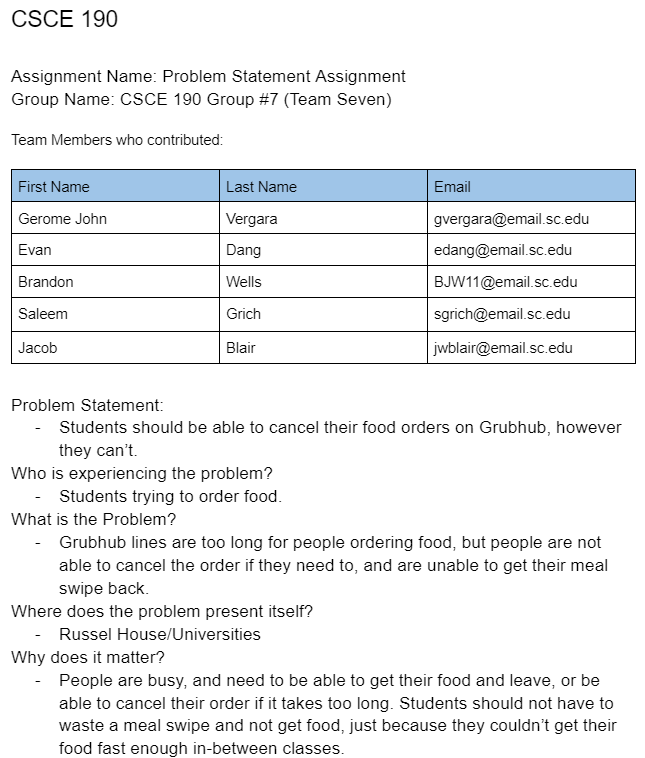 CSCE 190
Assignment Name: Problem Statement Assignment
Group Name: CSCE 190 Group #7 (Team Seven)
Team Members who contributed:
First Name Last Name Email
Gerome John Vergara gvergara@email.sc.edu
Evan Dang edang@email.sc.edu
Brandon Wells BJW11@email.sc.edu
Saleem Grich sgrich@email.sc.edu
Jacob Blair jwblair@email.sc.edu
Problem Statement:
- Students should be able to cancel their food orders on Grubhub, however
they can’t.
Who is experiencing the problem?
- Students trying to order food.
What is the Problem?
- Grubhub lines are too long for people ordering food, but people are not
able to cancel the order if they need to, and are unable to get their meal
swipe back.
Where does the problem present itself?
- Russel House/Universities
Why does it matter?
- People are busy, and need to be able to get their food and leave, or be
able to cancel their order if it takes too long. Students should not have to
waste a meal swipe and not get food, just because they couldn’t get their
food fast enough in-between classes.